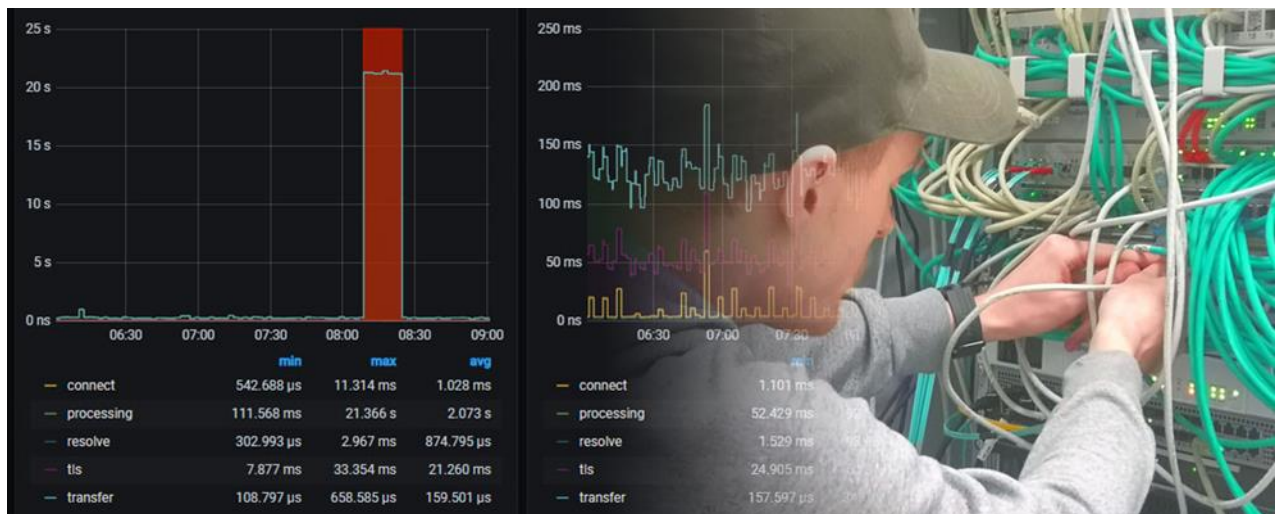 25 s
20 s
15 s
10 s
5 s
0 ns
06:30 07:00 07:30 08:00 08:30 09:00
min max avg
connect 542.688 µs 11.314 ms 1.028 ms
processing 111.568 ms 21.366 s 2.073 s
resolve 302.993 µs 2.967 ms 874.795 µs
tls 7.877 ms 33.354 ms 21.260 ms
transfer 108.797 µs 658.585 µs 159.501 µs
250 ms
200 ms
150 ms
100 ms
50 ms
0 ns
06:30 07:00 07:30
min
connect 1.101 ms
processing 52.429 ms
resolve 1.529 ms
tls 24.905 ms
transfer 157.597 µs